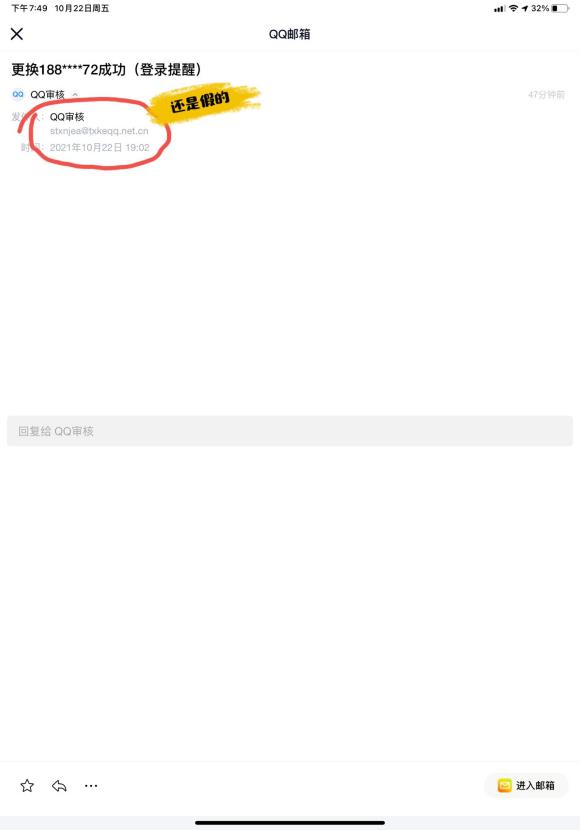 下午7:49 10月22日周五 32%
QQ邮箱
更换188****72成功（登录提醒）
QQ QQ审核 47分钟前
还是假的
QQ审核
stxnjea@txkeqq.net.cn
时间：2021年10月22日 19:02
回复给 QQ审核
进入邮箱